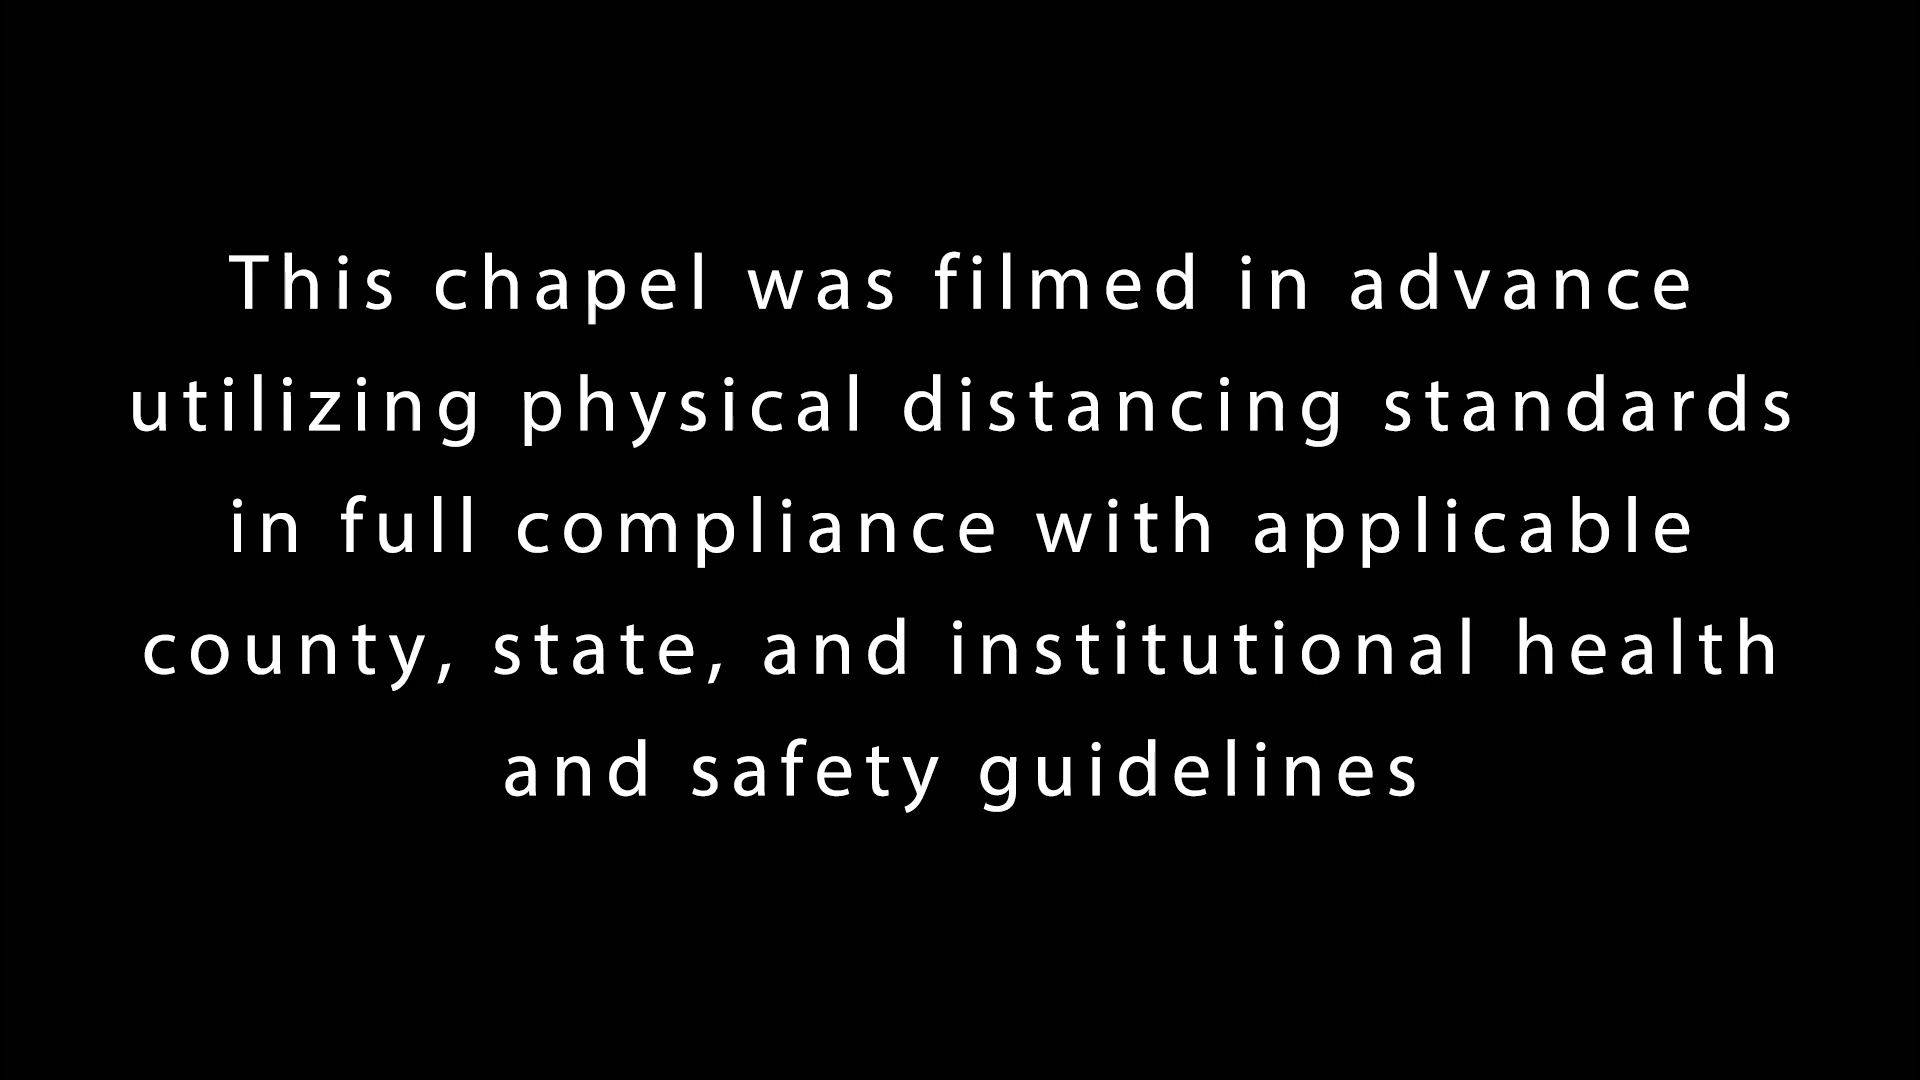 This chapel was filmed in advance
utilizing physical distancing standards
in full compliance with applicable
county, state, and institutional health
and safety guidelines